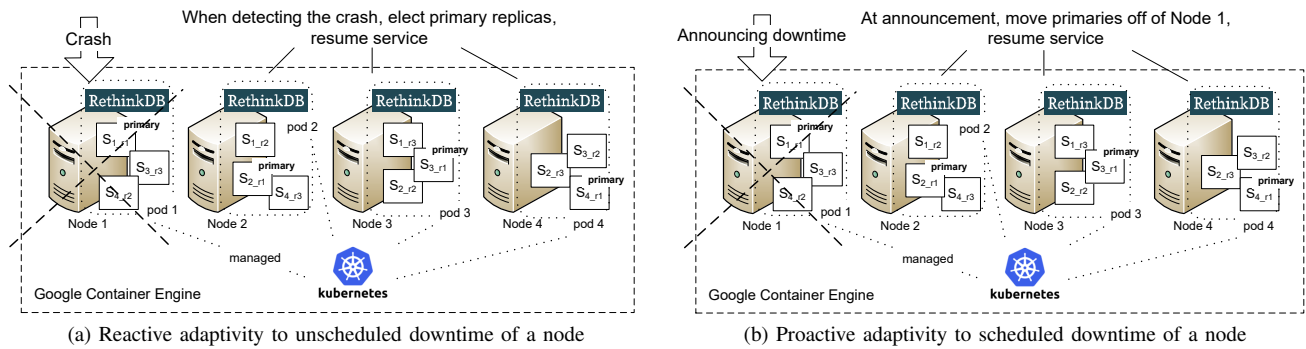 When detecting the crash, elect primary replicas,
resume service
Crash
RethinkDB
RethinkDB
RethinkDB
RethinkDB
primary
S1_r1
S3_r3
S4_r2
pod 1
Node 1
pod 2
S1_r2
primary
S2_r1
S4_r3
Node 2
S1_r3
primary
S3_r1
S2_r2
pod 3
Node 3
S3_r2
S2_r3
primary
S4_r1
Node 4
pod 4
managed
kubernetes
Google Container Engine
(a) Reactive adaptivity to unscheduled downtime of a node
At announcement, move primaries off of Node 1,
resume service
Announcing downtime
RethinkDB
RethinkDB
RethinkDB
RethinkDB
primary
S1_r1
S3_r3
S4_r2
pod 1
Node 1
pod 2
S1_r2
primary
S2_r1
S4_r3
Node 2
S1_r3
primary
S3_r1
S2_r2
pod 3
Node 3
S3_r2
S2_r3
primary
S4_r1
Node 4
pod 4
managed
kubernetes
Google Container Engine
(b) Proactive adaptivity to scheduled downtime of a node